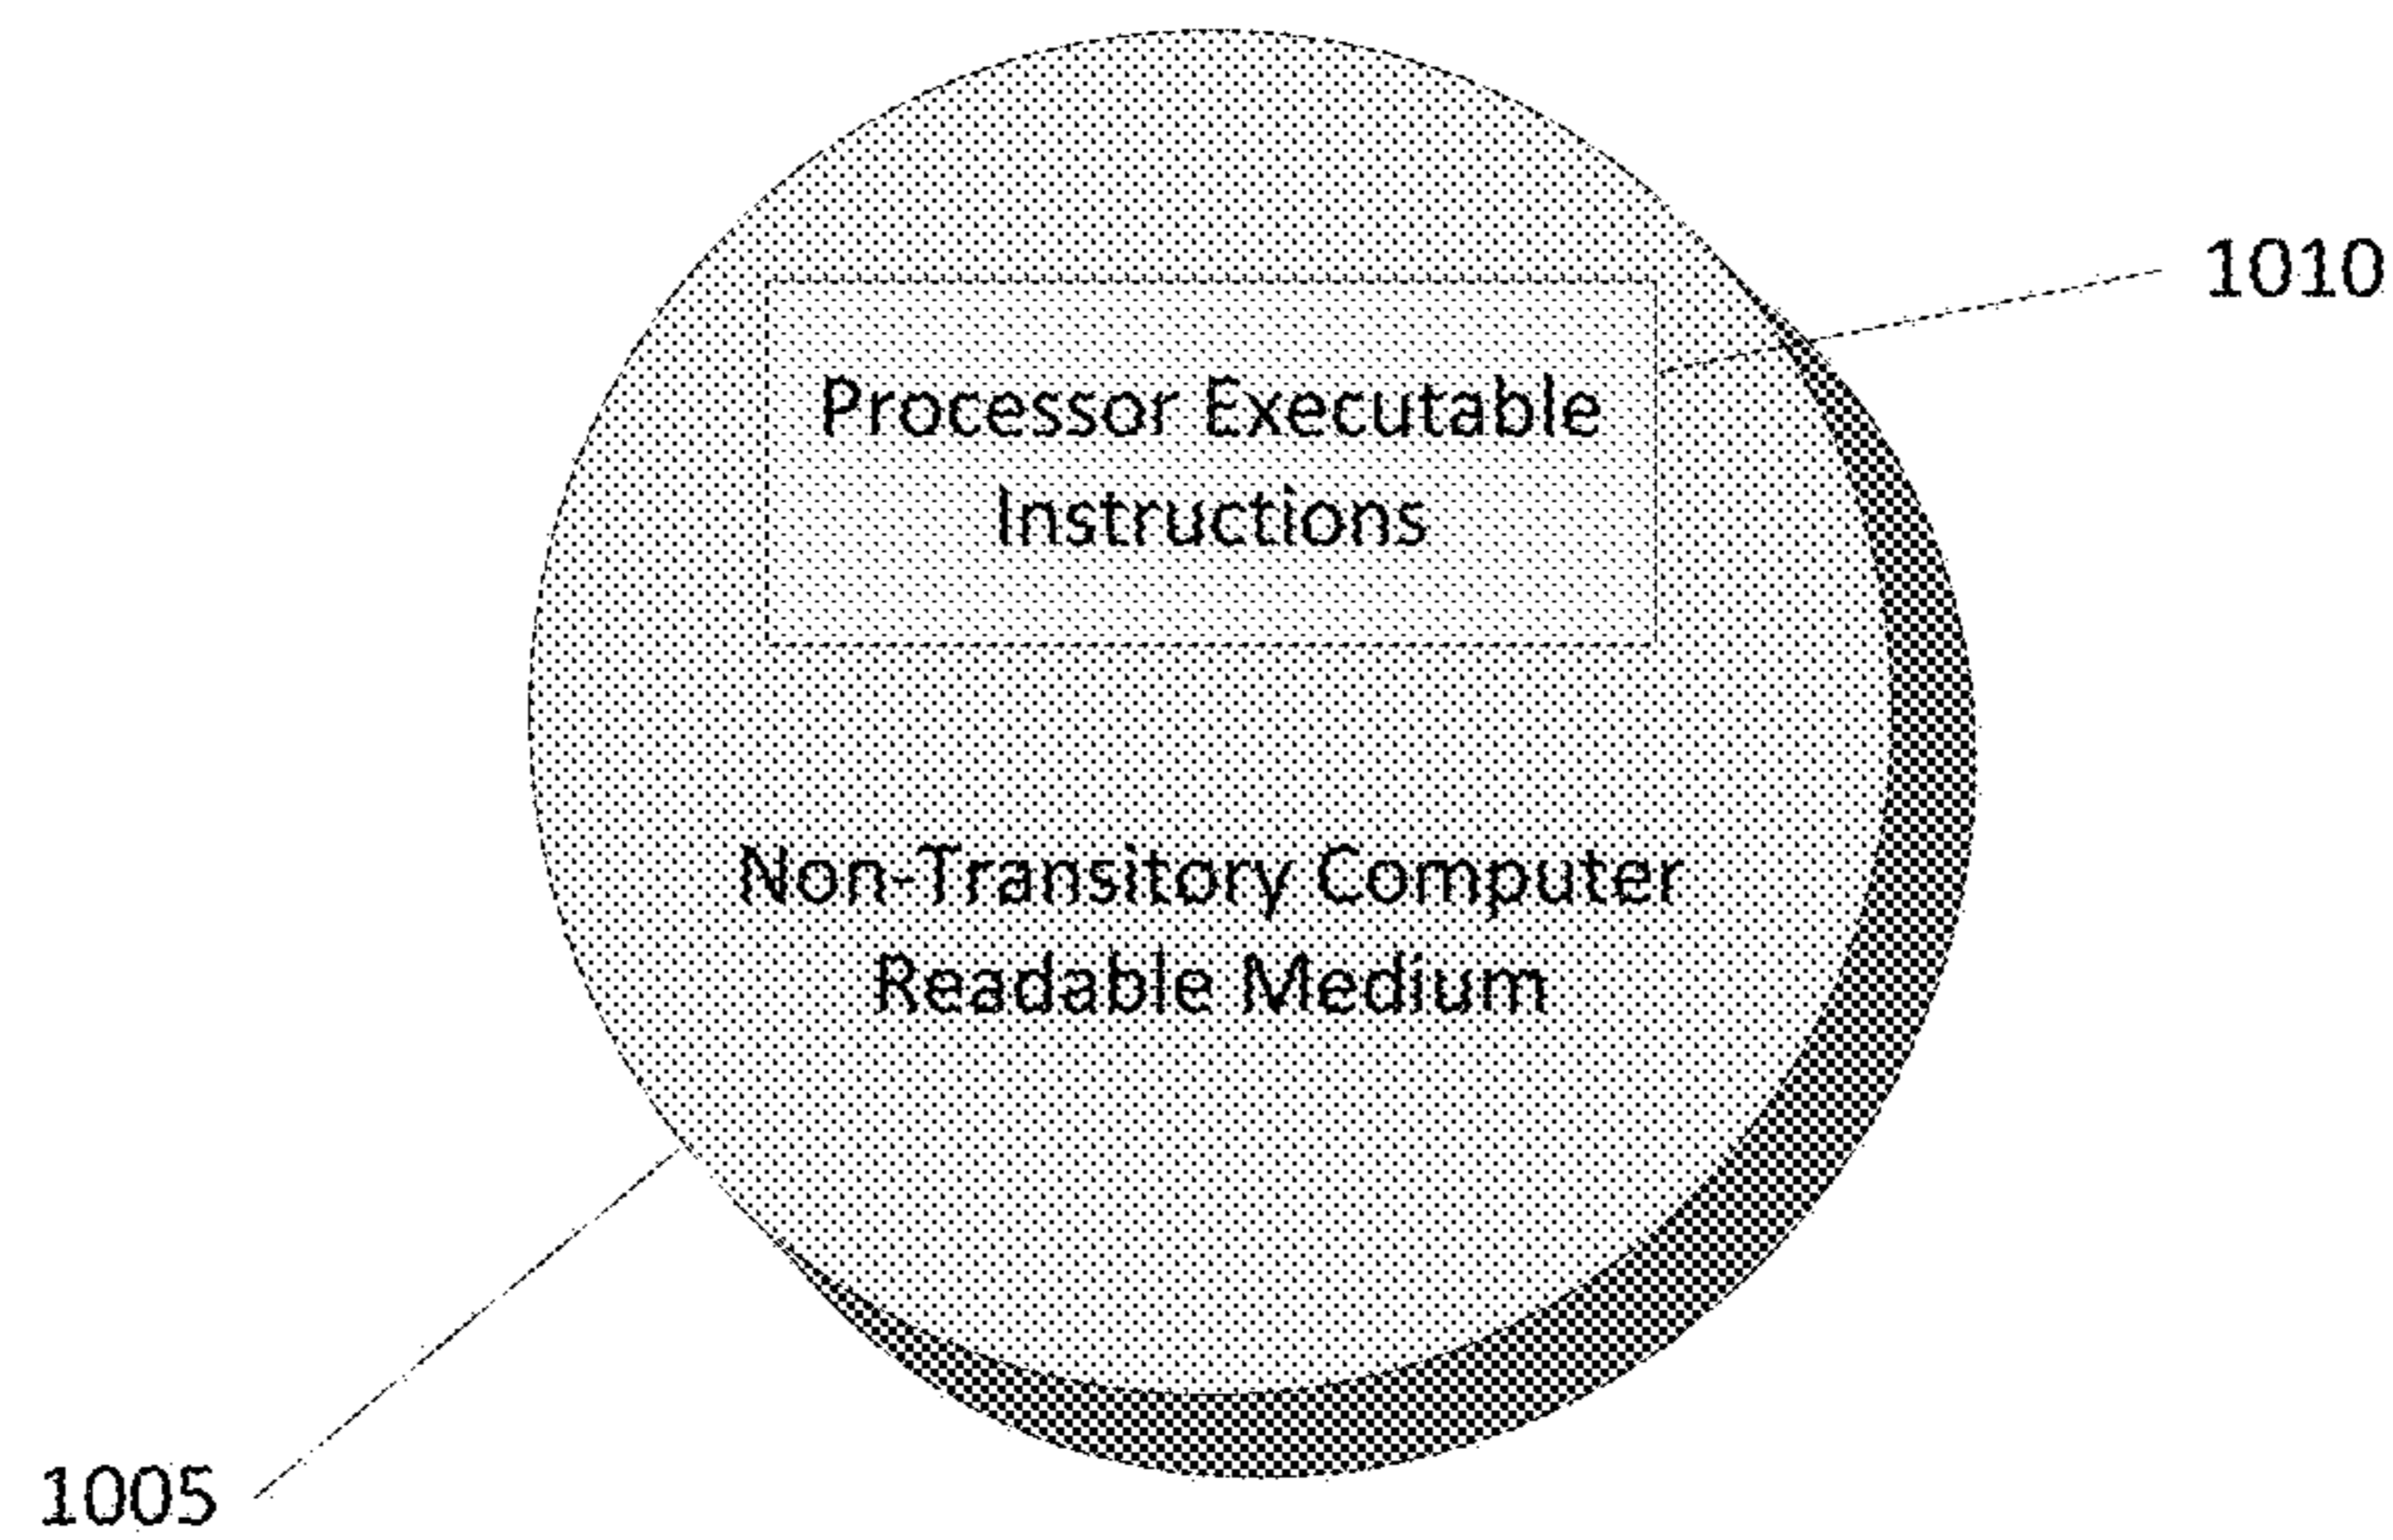 1010
Processor Executable
Instructions
Non-Transitory Computer
Readable Medium
1005